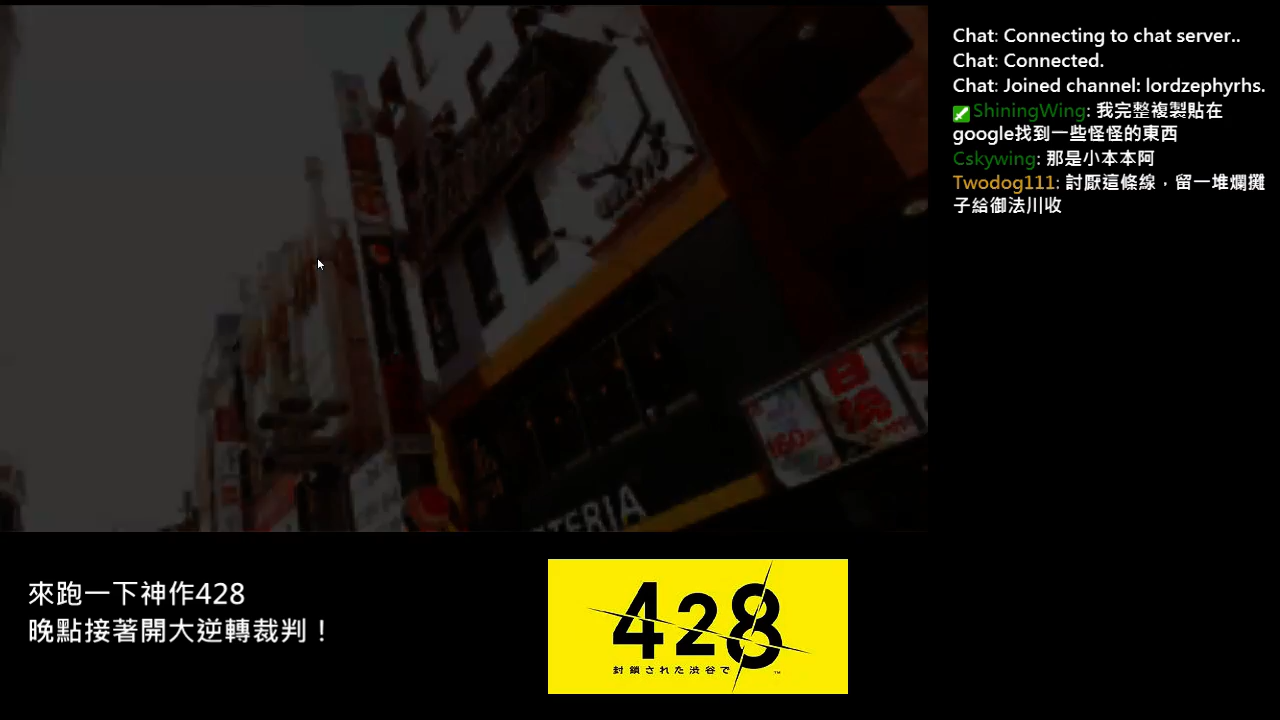 Chat: Connecting to chat server..
Chat: Connected.
Chat: Joined channel: lordzephyrhs.
ShiningWing: 我完整複製貼在
google找到一些怪怪的東西
Cskywing: 那是小本本阿
Twodog111: 討厭這條線，留一堆爛攤
子給御法川收
來跑一下神作428
晚點接著開大逆轉裁判！
428
封鎖された渋谷で
TM